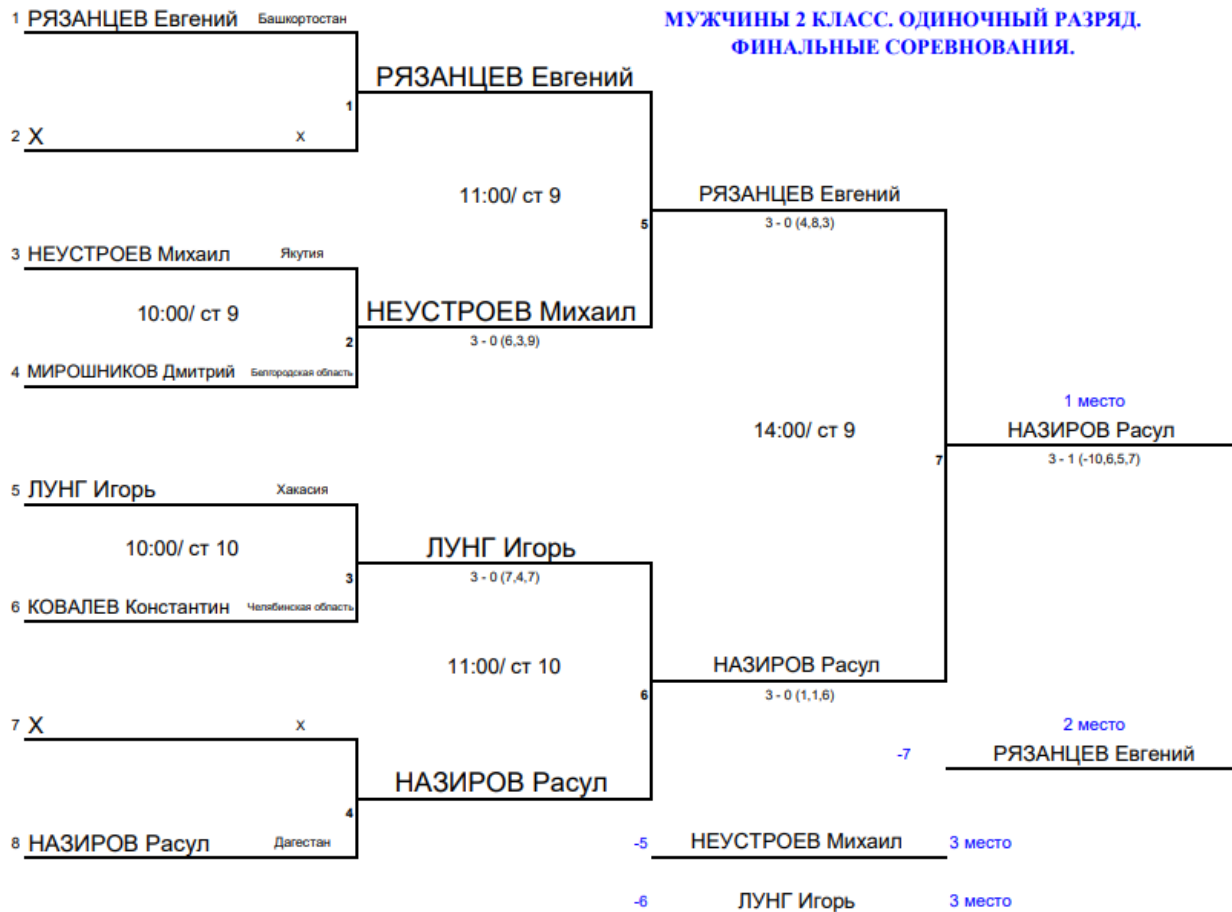 МУЖЧИНЫ 2 КЛАСС. ОДИНОЧНЫЙ РАЗРЯД.
ФИНАЛЬНЫЕ СОРЕВНОВАНИЯ.
1 РЯЗАНЦЕВ Евгений Башкортостан
РЯЗАНЦЕВ Евгений
1
2 X X
11:00/ ст 9
РЯЗАНЦЕВ Евгений
5
3 - 0 (4,8,3)
3 НЕУСТРОЕВ Михаил Якутия
10:00/ ст 9
НЕУСТРОЕВ Михаил
2
3 - 0 (6,3,9)
4 МИРОШНИКОВ Дмитрий Белгородская область
1 место
14:00/ ст 9
НАЗИРОВ Расул
7
3 - 1 (-10,6,5,7)
5 ЛУНГ Игорь Хакасия
10:00/ ст 10
ЛУНГ Игорь
3
3 - 0 (7,4,7)
6 КОВАЛЕВ Константин Челябинская область
11:00/ ст 10
НАЗИРОВ Расул
6
3 - 0 (1,1,6)
7 X X
2 место
-7 РЯЗАНЦЕВ Евгений
НАЗИРОВ Расул
4
8 НАЗИРОВ Расул Дагестан
-5 НЕУСТРОЕВ Михаил 3 место
-6 ЛУНГ Игорь 3 место